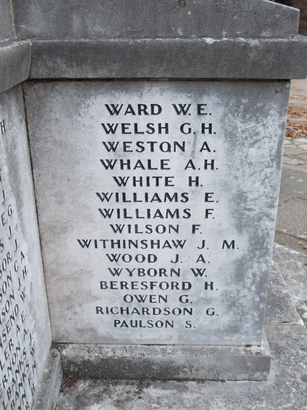 WARD W.E.
WELSH G.H.
WESTON A.
WHALE A.H.
WHITE H.
WILLIAMS E.
WILLIAMS F.
WILSON F.
WITHINSHAW J.M.
WOOD J.A.
WYBORN W.
BERESFORD H.
OWEN G.
RICHARDSON G.
PAULSON S.